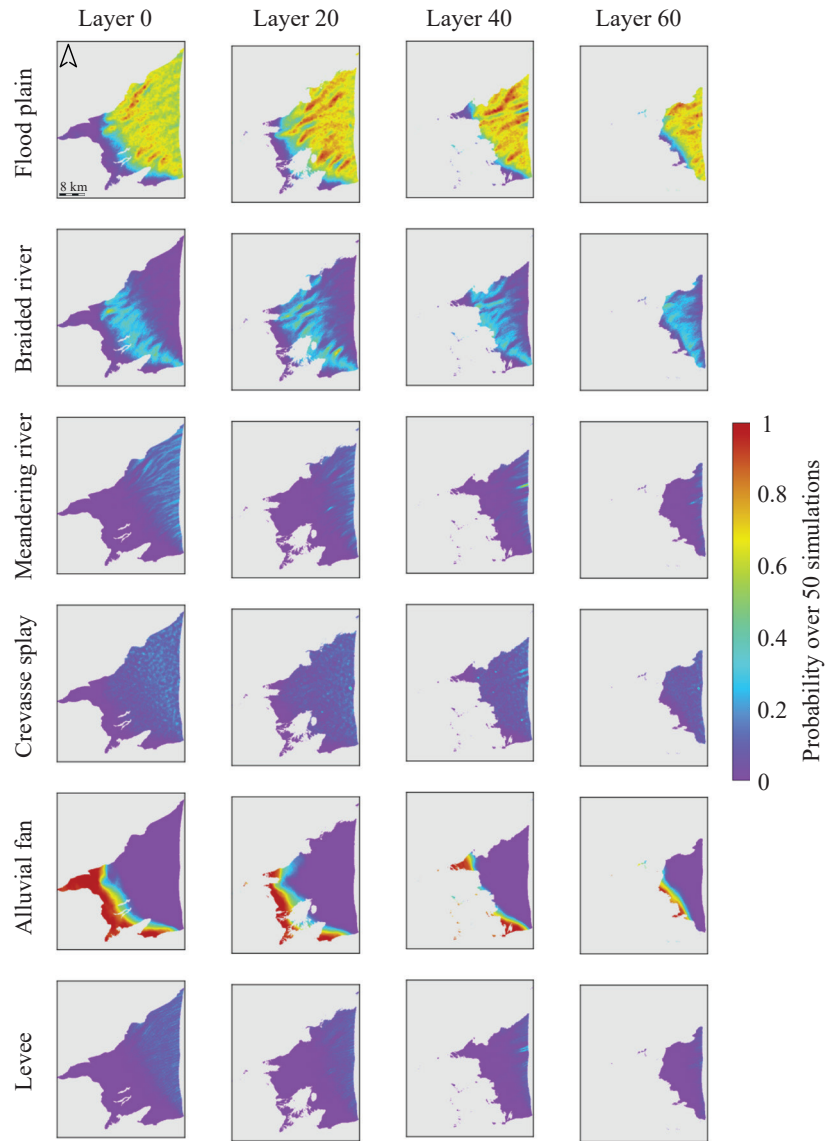 Layer 0
Layer 20
Layer 40
Layer 60
Flood plain
8 km
Braided river
Meandering river
Crevasse splay
Alluvial fan
Levee
1
0.8
0.6
0.4
0.2
0
Probability over 50 simulations